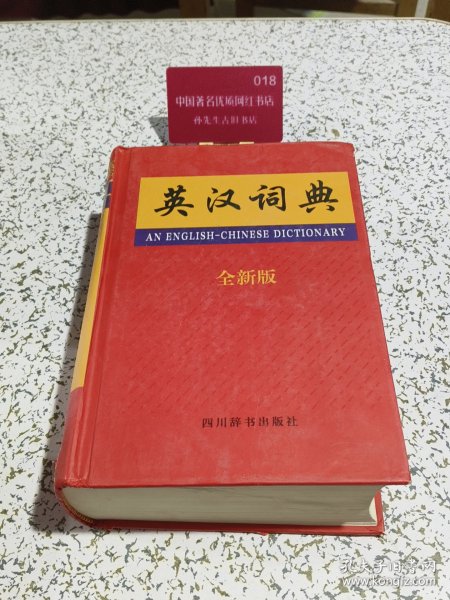 018
中国著名优质网红书店
孙先生古旧书店
英汉词典
AN ENGLISH-CHINESE DICTIONARY
全新版
四川辞书出版社
孔夫子旧书网
www.kongfz.com